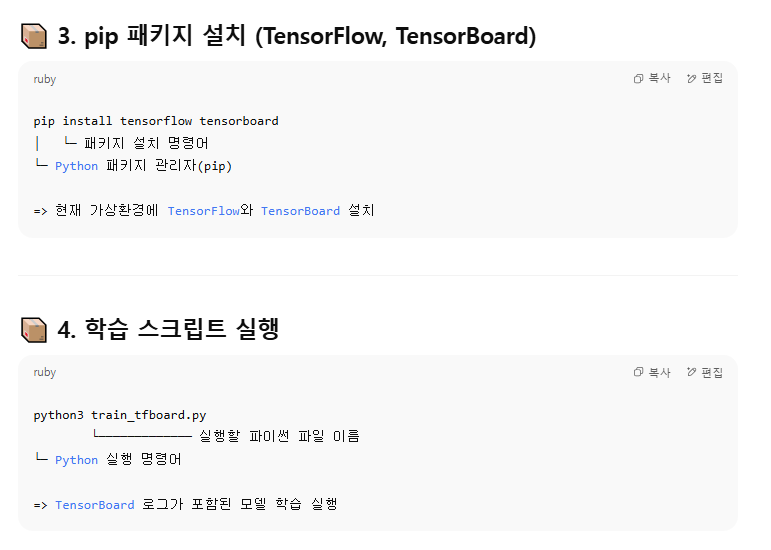 📦 3. pip 패키지 설치 (TensorFlow, TensorBoard)
ruby 복사 편집
pip install tensorflow tensorboard
│   └─ 패키지 설치 명령어
└─ Python 패키지 관리자(pip)
=> 현재 가상환경에 TensorFlow와 TensorBoard 설치
📦 4. 학습 스크립트 실행
ruby 복사 편집
python3 train_tfboard.py
        └───────────── 실행할 파이썬 파일 이름
└─ Python 실행 명령어
=> TensorBoard 로그가 포함된 모델 학습 실행